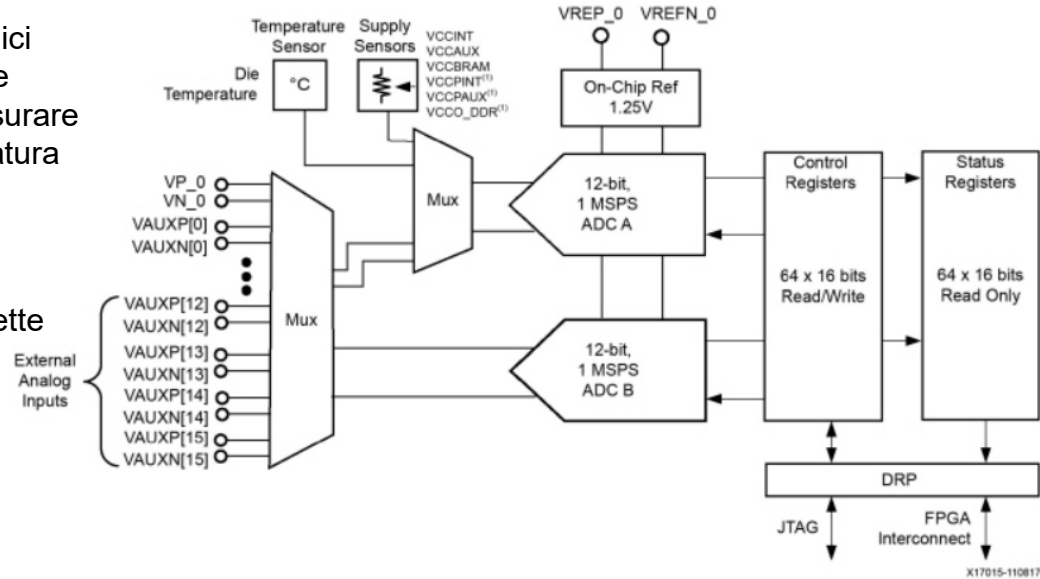 ici
e
surare
atura
ette
Temperature
Sensor
Supply
Sensors
VCCINT
VCCAUX
VCCBRAM
VCCPINT(1)
VCCPAUX(1)
VCCO_DDR(1)
Die
Temperature
°C
VREP_0 VREFN_0
On-Chip Ref
1.25V
VP_0
VN_0
VAUXP[0]
VAUXN[0]
VAUXP[12]
VAUXN[12]
VAUXP[13]
VAUXN[13]
VAUXP[14]
VAUXN[14]
VAUXP[15]
VAUXN[15]
External
Analog
Inputs
Mux
Mux
12-bit,
1 MSPS
ADC A
12-bit,
1 MSPS
ADC B
Control
Registers
64 x 16 bits
Read/Write
Status
Registers
64 x 16 bits
Read Only
DRP
JTAG
FPGA
Interconnect
X17015-110817